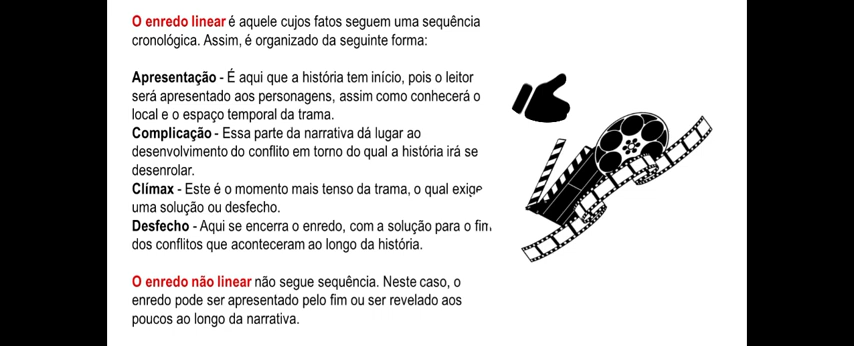 O enredo linear é aquele cujos fatos seguem uma sequência
cronológica. Assim, é organizado da seguinte forma:
Apresentação - É aqui que a história tem início, pois o leitor
será apresentado aos personagens, assim como conhecerá o
local e o espaço temporal da trama.
Complicação - Essa parte da narrativa dá lugar ao
desenvolvimento do conflito em torno do qual a história irá se
desenrolar.
Clímax - Este é o momento mais tenso da trama, o qual exige
uma solução ou desfecho.
Desfecho - Aqui se encerra o enredo, com a solução para o fim
dos conflitos que aconteceram ao longo da história.
O enredo não linear não segue sequência. Neste caso, o
enredo pode ser apresentado pelo fim ou ser revelado aos
poucos ao longo da narrativa.